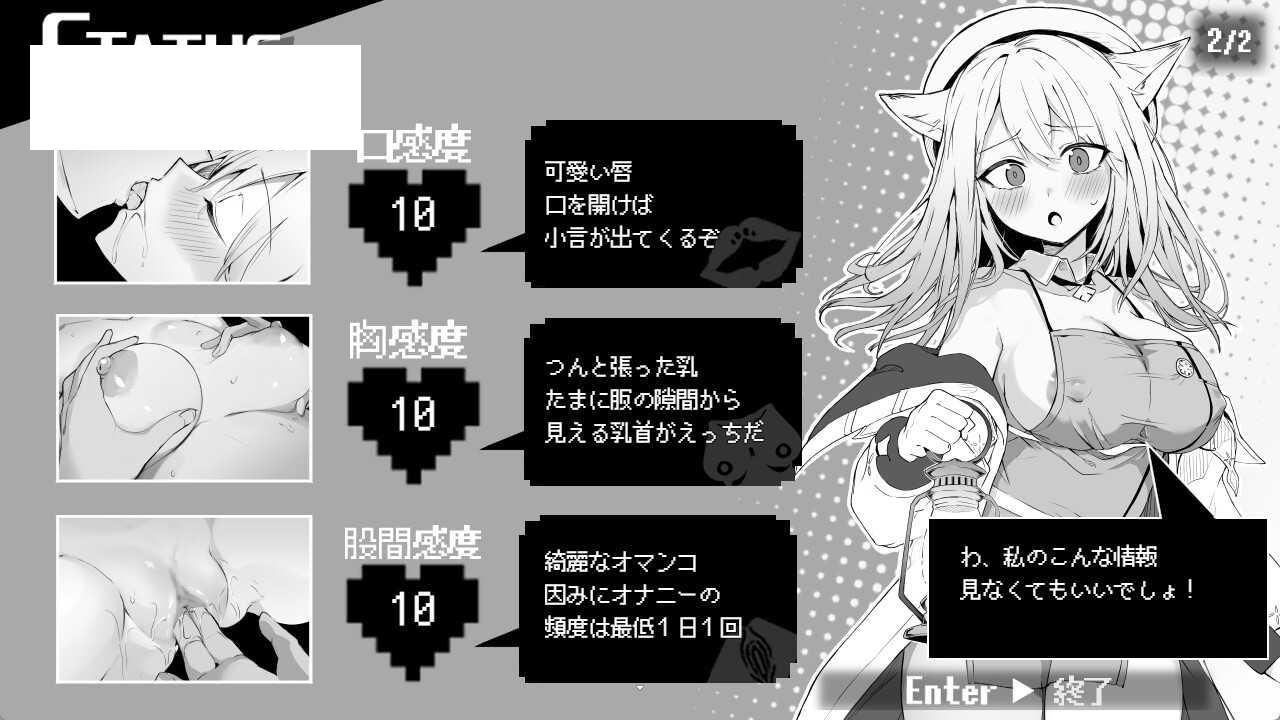 2/2
口感度
10
可愛い唇
口を開けば
小言が出てくるぞ
胸感度
10
つんと張った乳
たまに服の隙間から
見える乳首がえっちだ
股間感度
10
綺麗なオマンコ
因みにオナニーの
頻度は最低1日1回
わ、私のこんな情報
見なくてもいいでしょ！
Enter ▶ 終了